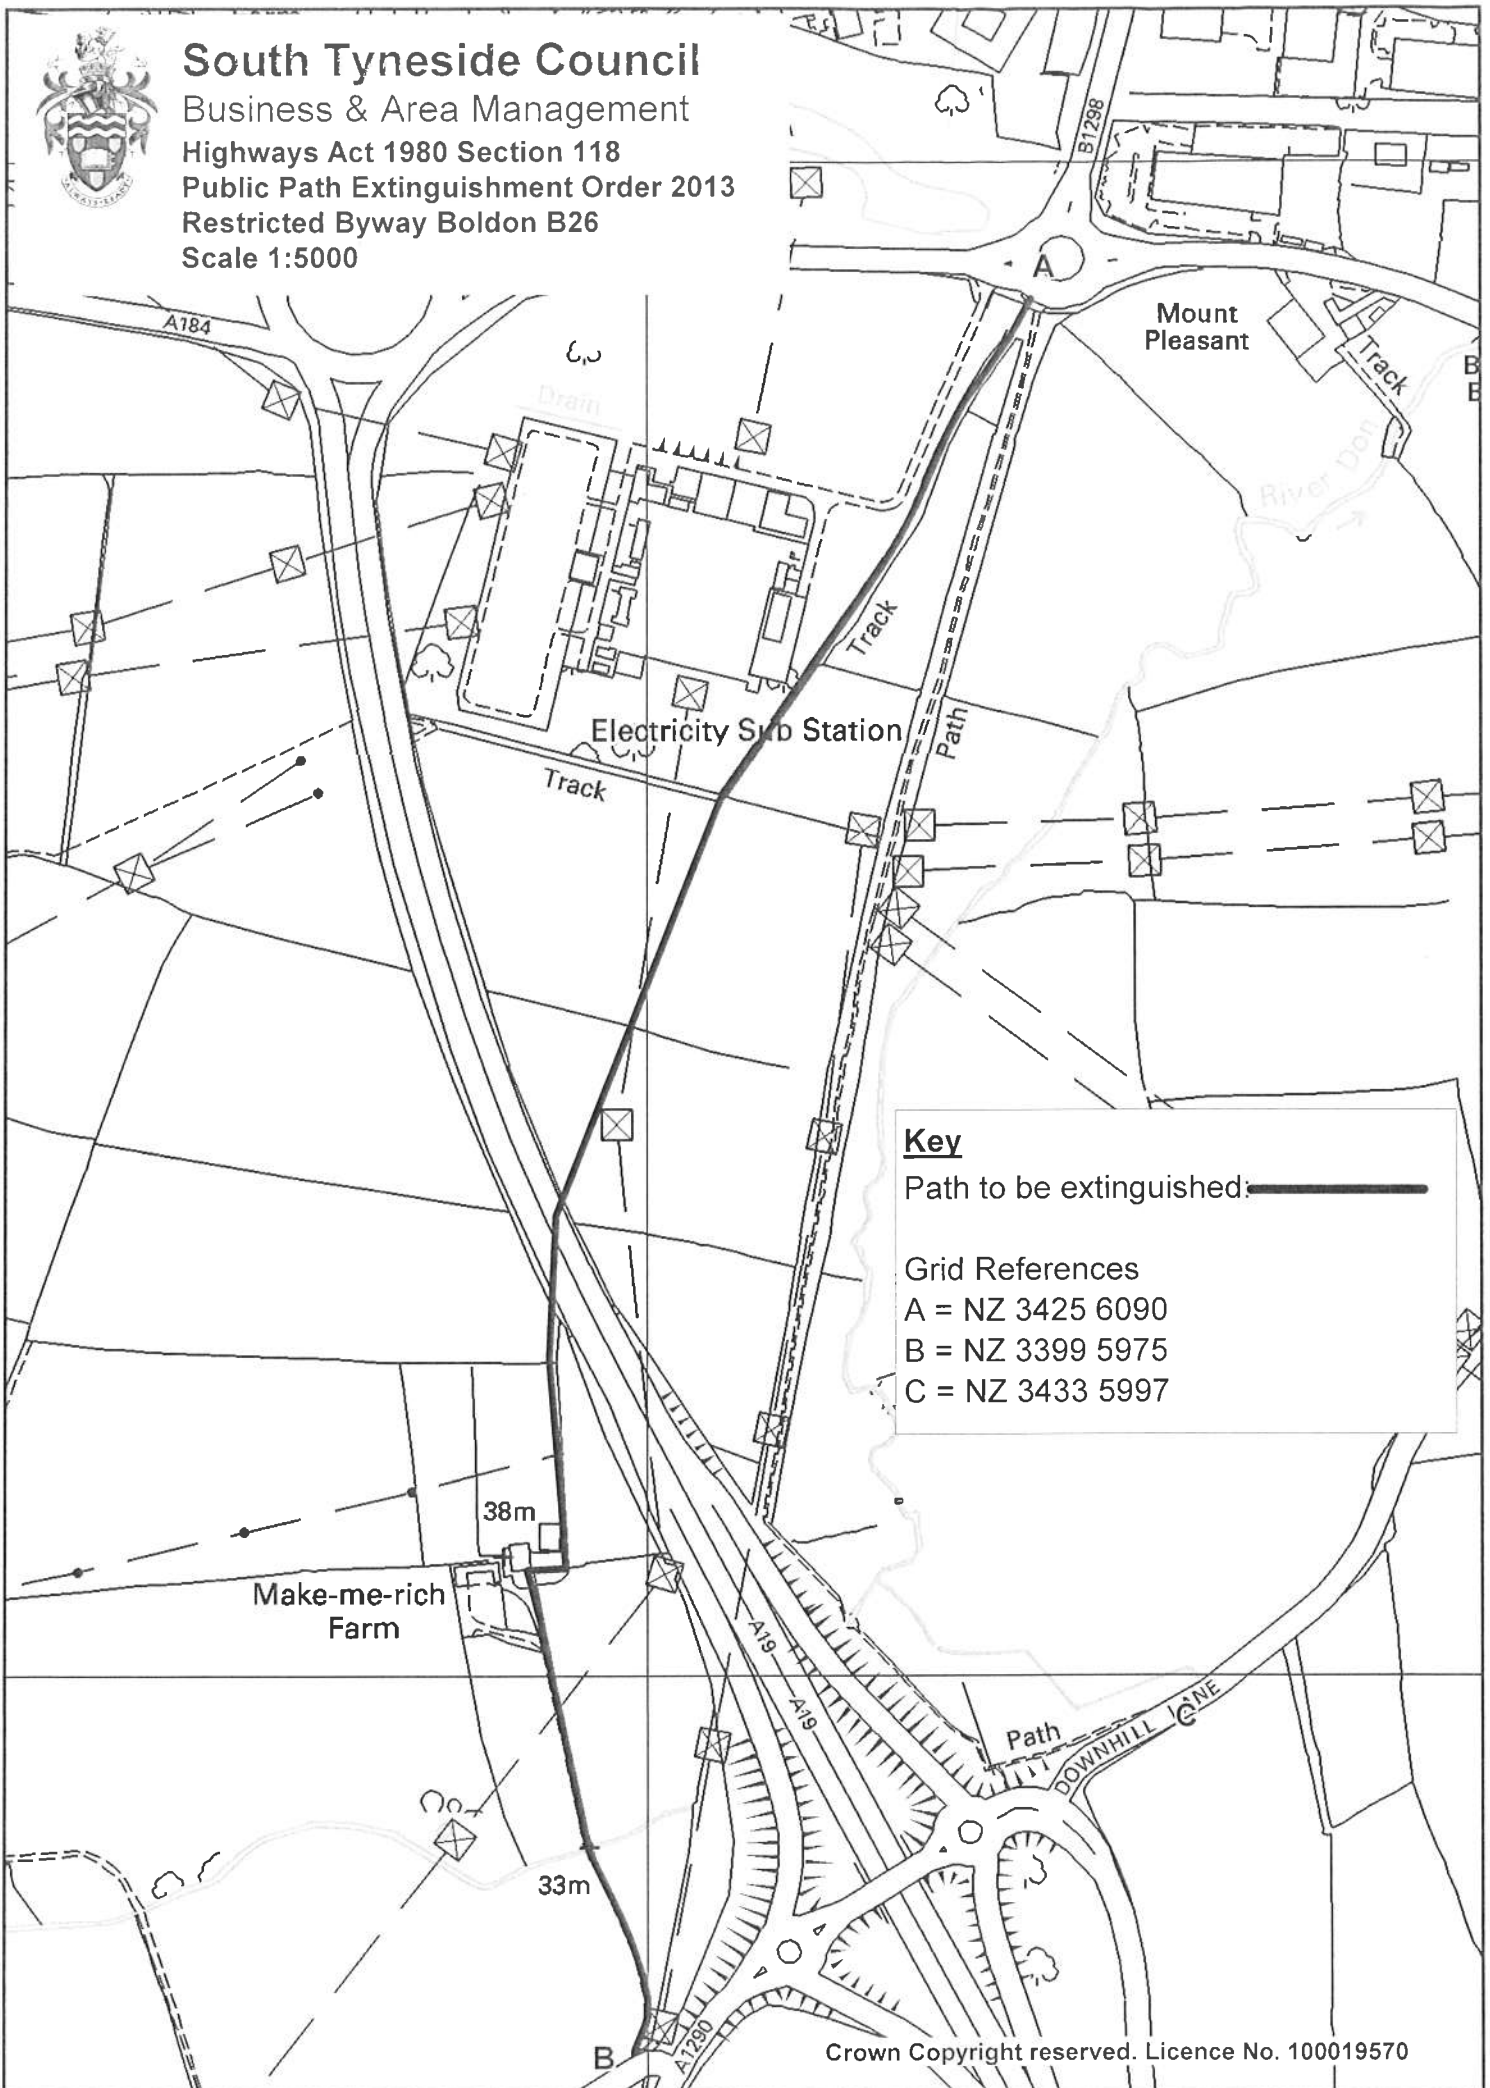 South Tyneside Council
Business & Area Management
Highways Act 1980 Section 118
Public Path Extinguishment Order 2013
Restricted Byway Boldon B26
Scale 1:5000
B1298
A
A184
Mount
Pleasant
Track
B
Drain
River Don
Track
Electricity Sub Station
Path
Track
Key
Path to be extinguished:
Grid References
A = NZ 3425 6090
B = NZ 3399 5975
C = NZ 3433 5997
38m
Make-me-rich
Farm
A19
A19
Path
DOWNHILL LANE
C
33m
B
A1290
Crown Copyright reserved. Licence No. 100019570